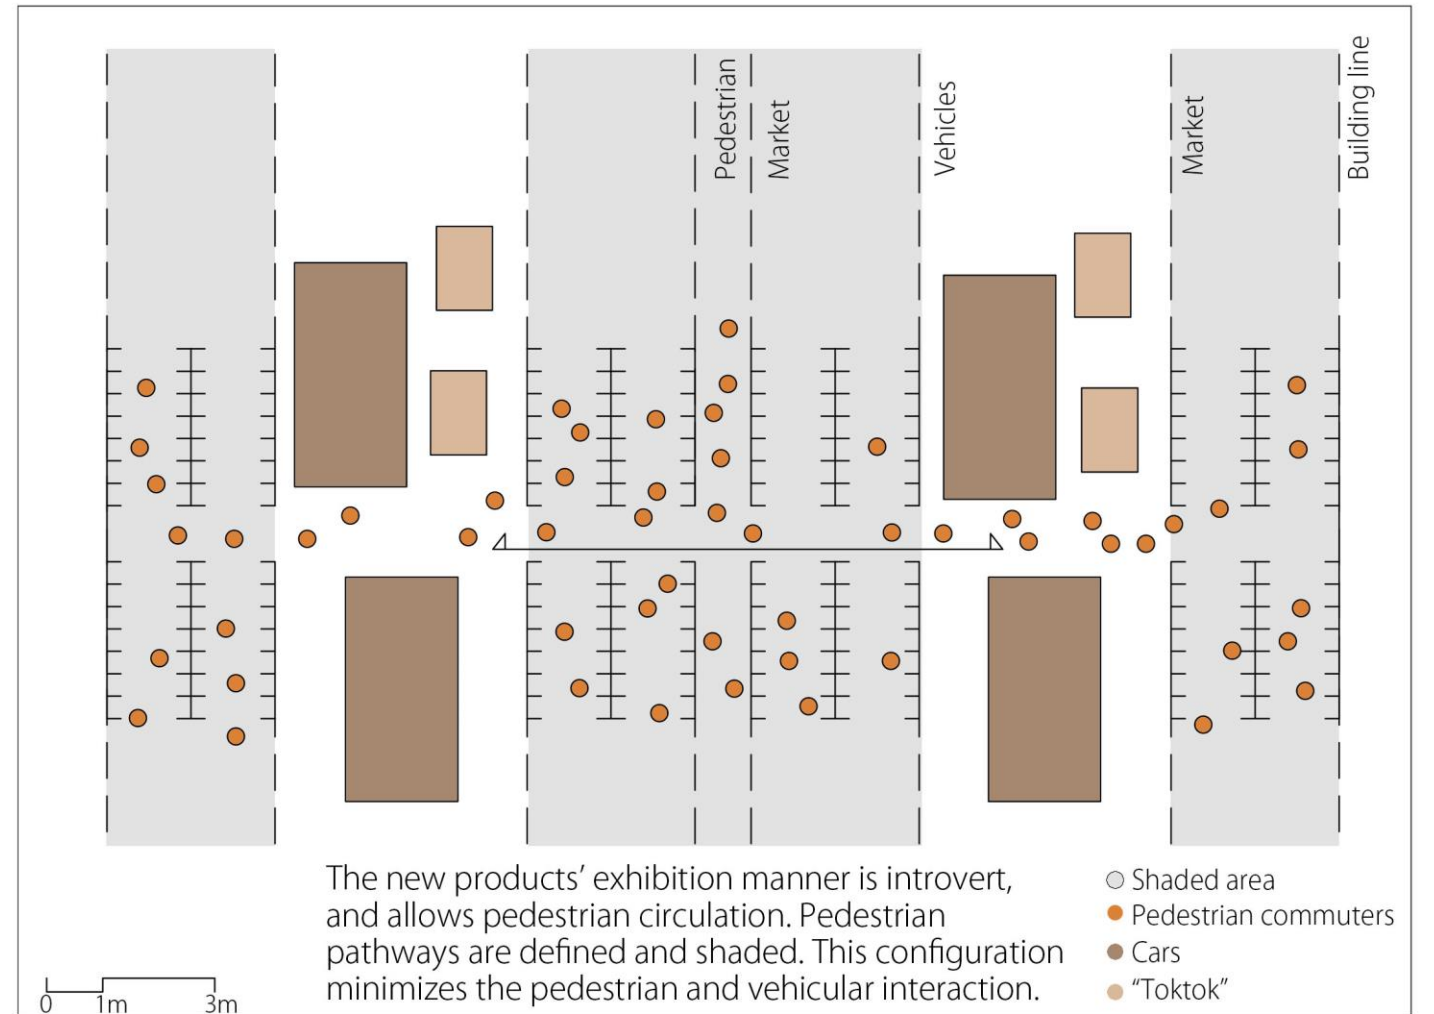 Pedestrian
Market
Vehicles
Market
Building line
The new products’ exhibition manner is introvert,
and allows pedestrian circulation. Pedestrian
pathways are defined and shaded. This configuration
minimizes the pedestrian and vehicular interaction.
Shaded area
Pedestrian commuters
Cars
“Toktok”
0 1m 3m